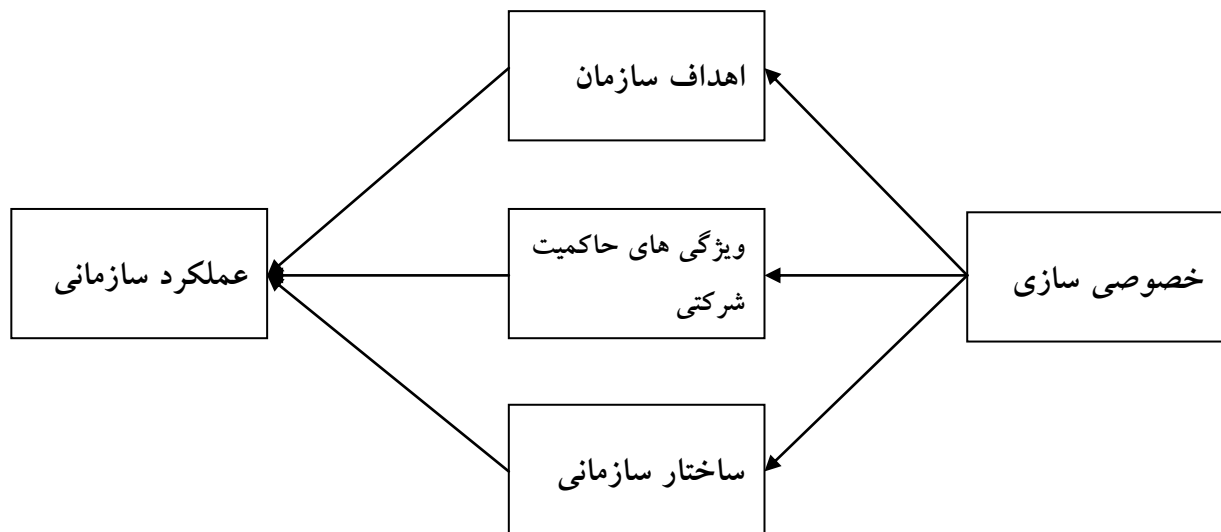 اهداف سازمان
ویژگی های حاکمیت
شرکتی
خصوصی سازی
عملکرد سازمانی
ساختار سازمانی